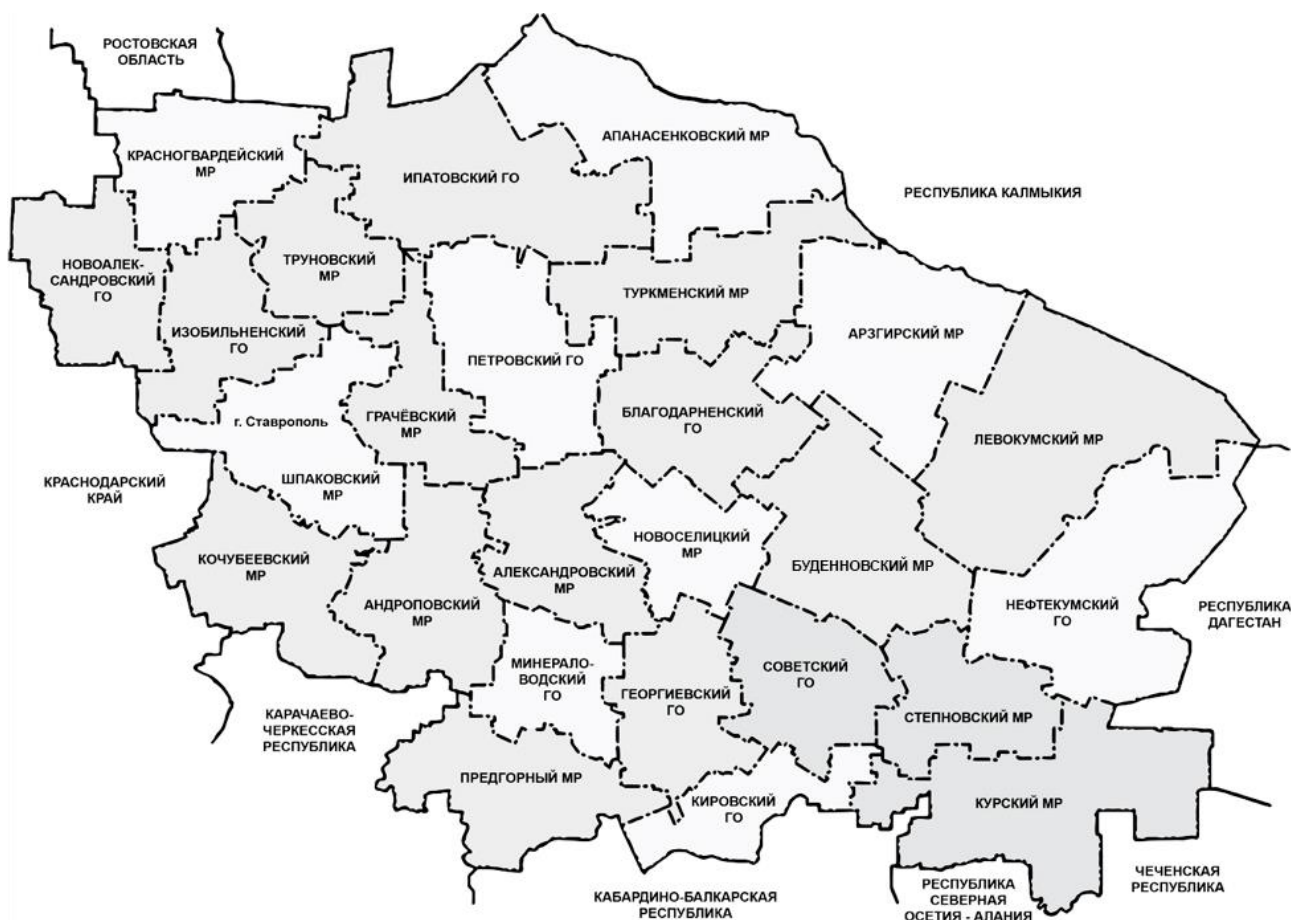 РОСТОВСКАЯ
ОБЛАСТЬ
КРАСНОГВАРДЕЙСКИЙ
МР
АПАНАСЕНКОВСКИЙ МР
ИПАТОВСКИЙ ГО
РЕСПУБЛИКА КАЛМЫКИЯ
НОВОАЛЕК-
САНДРОВСКИЙ
ГО
ТРУНОВСКИЙ
МР
ТУРКМЕНСКИЙ МР
ИЗОБИЛЬНЕНСКИЙ
ГО
АРЗГИРСКИЙ МР
ПЕТРОВСКИЙ ГО
г. Ставрополь
ГРАЧЁВСКИЙ
МР
БЛАГОДАРНЕНСКИЙ
ГО
ЛЕВОКУМСКИЙ МР
КРАСНОДАРСКИЙ
КРАЙ
ШПАКОВСКИЙ
МР
КОЧУБЕЕВСКИЙ
МР
НОВОСЕЛИЦКИЙ
МР
АЛЕКСАНДРОВСКИЙ
МР
БУДЕННОВСКИЙ МР
АНДРОПОВСКИЙ
МР
НЕФТЕКУМСКИЙ
ГО
РЕСПУБЛИКА
ДАГЕСТАН
МИНЕРАЛО-
ВОДСКИЙ
ГО
СОВЕТСКИЙ
ГО
ГЕОРГИЕВСКИЙ
ГО
КАРАЧАЕВО-
ЧЕРКЕССКАЯ
РЕСПУБЛИКА
СТЕПНОВСКИЙ МР
ПРЕДГОРНЫЙ МР
КИРОВСКИЙ
ГО
КУРСКИЙ МР
КАБАРДИНО-БАЛКАРСКАЯ
РЕСПУБЛИКА
РЕСПУБЛИКА
СЕВЕРНАЯ
ОСЕТИЯ - АЛАНИЯ
ЧЕЧЕНСКАЯ
РЕСПУБЛИКА